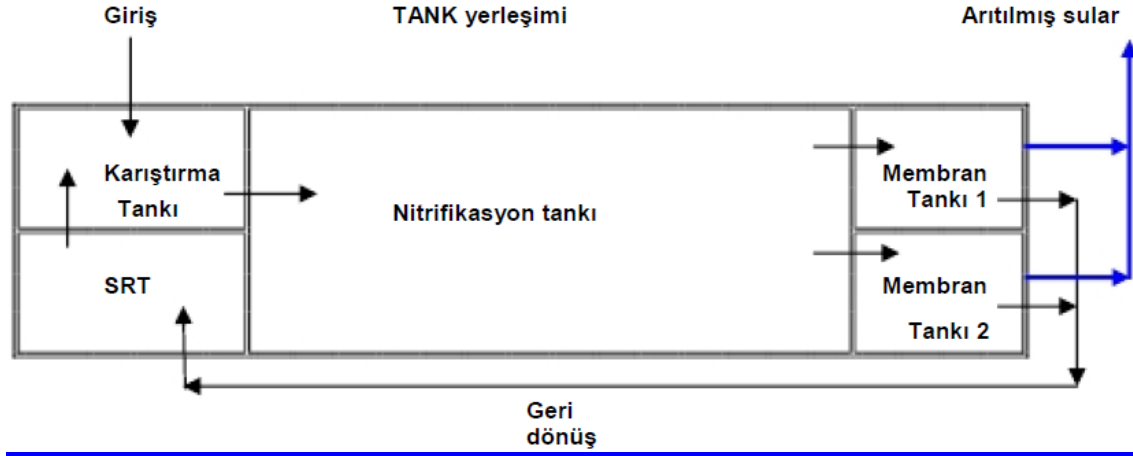 Giriş
TANK yerleşimi
Arıtılmış sular
Karıştırma
Tankı
Nitrifikasyon tankı
Membran
Tankı 1
SRT
Membran
Tankı 2
Geri
dönüş